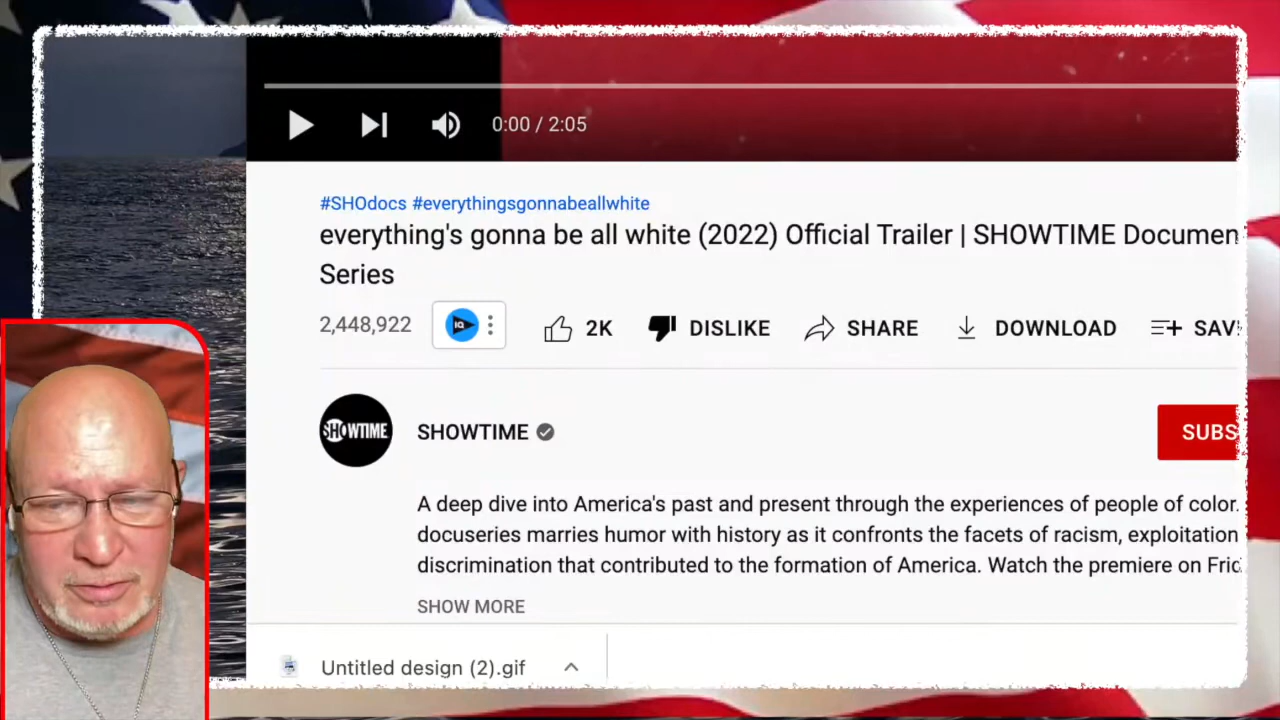 0:00 / 2:05
#SHOdocs #everythingsgonnabeallwhite
everything's gonna be all white (2022) Official Trailer | SHOWTIME Documen
Series
2,448,922 IQ 2K DISLIKE SHARE DOWNLOAD SAV
SHOWTIME SHOWTIME SUBS
A deep dive into America's past and present through the experiences of people of color.
docuseries marries humor with history as it confronts the facets of racism, exploitation
discrimination that contributed to the formation of America. Watch the premiere on Fri
SHOW MORE
Untitled design (2).gif